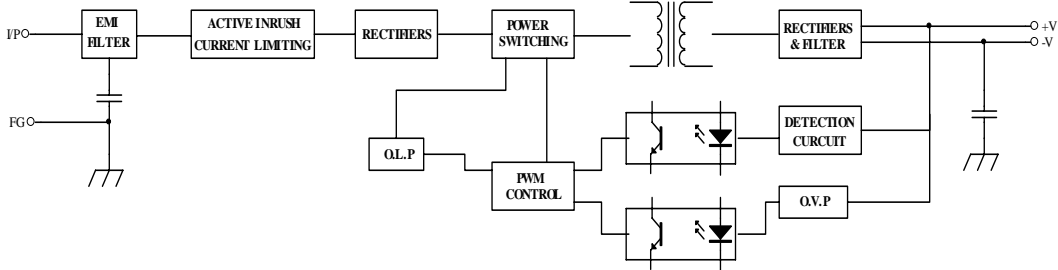 I/P
EMI
FILTER
ACTIVE INRUSH
CURRENT LIMITING
RECTIFIERS
POWER
SWITCHING
RECTIFIERS
& FILTER
+V
-V
FG
O.L.P
PWM
CONTROL
DETECTION
CURCUIT
O.V.P